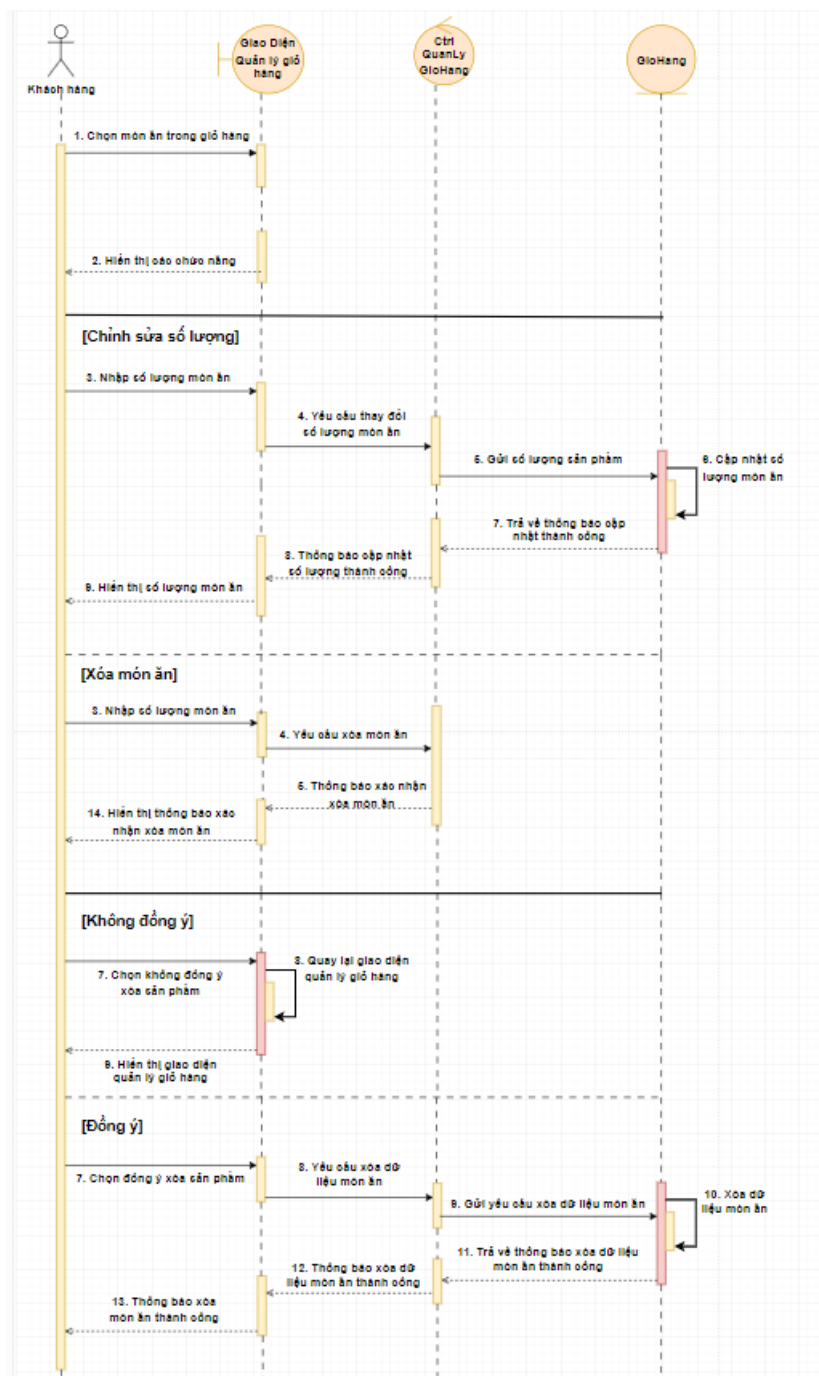 Khách hàng
Giao Diện
Quản lý giỏ
hàng
Ctrl
QuanLy
GioHang
GioHang
1. Chọn món ăn trong giỏ hàng
2. Hiển thị các chức năng
[Chỉnh sửa số lượng]
3. Nhập số lượng món ăn
4. Yêu cầu thay đổi
số lượng món ăn
5. Gửi số lượng sản phẩm
6. Cập nhật số
lượng món ăn
7. Trả về thông báo cập
nhật thành công
8. Thông báo cập nhật
số lượng thành công
9. Hiển thị số lượng món ăn
[Xóa món ăn]
3. Nhập số lượng món ăn
4. Yêu cầu xóa món ăn
5. Thông báo xác nhận
xóa món ăn
14. Hiển thị thông báo xác
nhận xóa món ăn
[Không đồng ý]
7. Chọn không đồng ý
xóa sản phẩm
8. Quay lại giao diện
quản lý giỏ hàng
9. Hiển thị giao diện
quản lý giỏ hàng
[Đồng ý]
7. Chọn đồng ý xóa sản phẩm
8. Yêu cầu xóa dữ
liệu món ăn
9. Gửi yêu cầu xóa dữ liệu món ăn
10. Xóa dữ
liệu món ăn
11. Trả về thông báo xóa dữ liệu
món ăn thành công
12. Thông báo xóa dữ
liệu món ăn thành công
13. Thông báo xóa
món ăn thành công